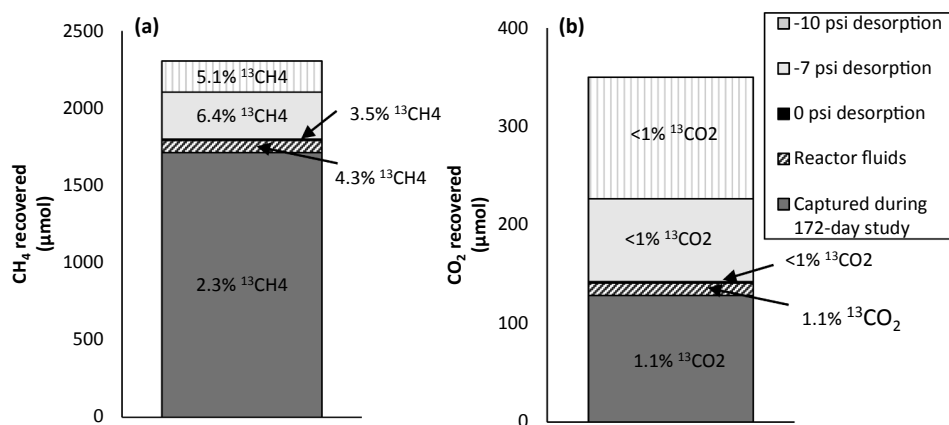 (a)
2500
2000
1500
1000
500
0
CH₄ recovered
(µmol)
5.1% ¹³CH4
6.4% ¹³CH4
3.5% ¹³CH4
4.3% ¹³CH4
2.3% ¹³CH4
(b)
400
300
200
100
0
CO₂ recovered
(µmol)
<1% ¹³CO2
<1% ¹³CO2
<1% ¹³CO2
1.1% ¹³CO₂
1.1% ¹³CO2
-10 psi desorption
-7 psi desorption
0 psi desorption
Reactor fluids
Captured during
172-day study